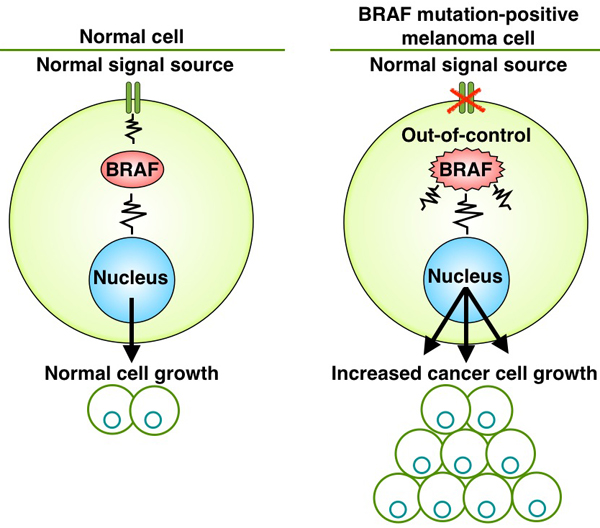 Normal cell
Normal signal source
BRAF
Nucleus
Normal cell growth
BRAF mutation-positive
melanoma cell
Normal signal source
Out-of-control
BRAF
Nucleus
Increased cancer cell growth